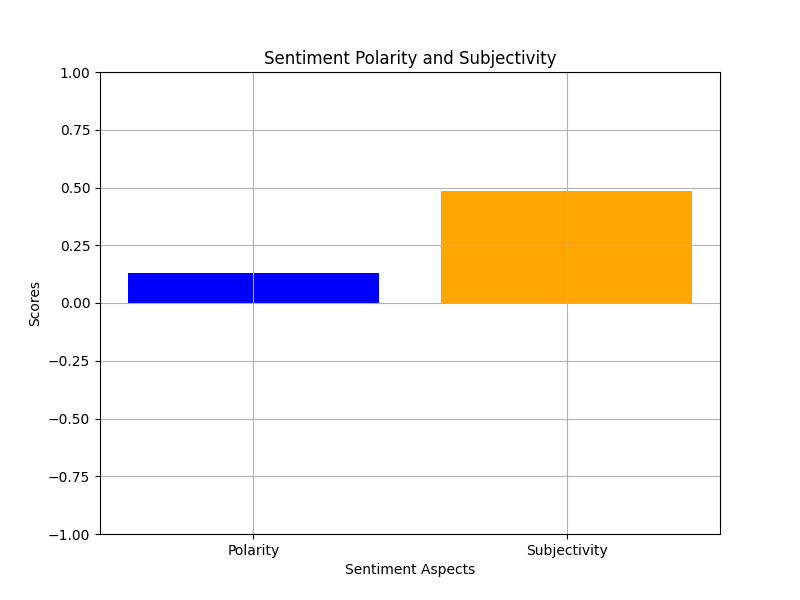 Sentiment Polarity and Subjectivity
1.00
0.75
0.50
0.25
0.00
−0.25
−0.50
−0.75
−1.00
Scores
Polarity Subjectivity
Sentiment Aspects